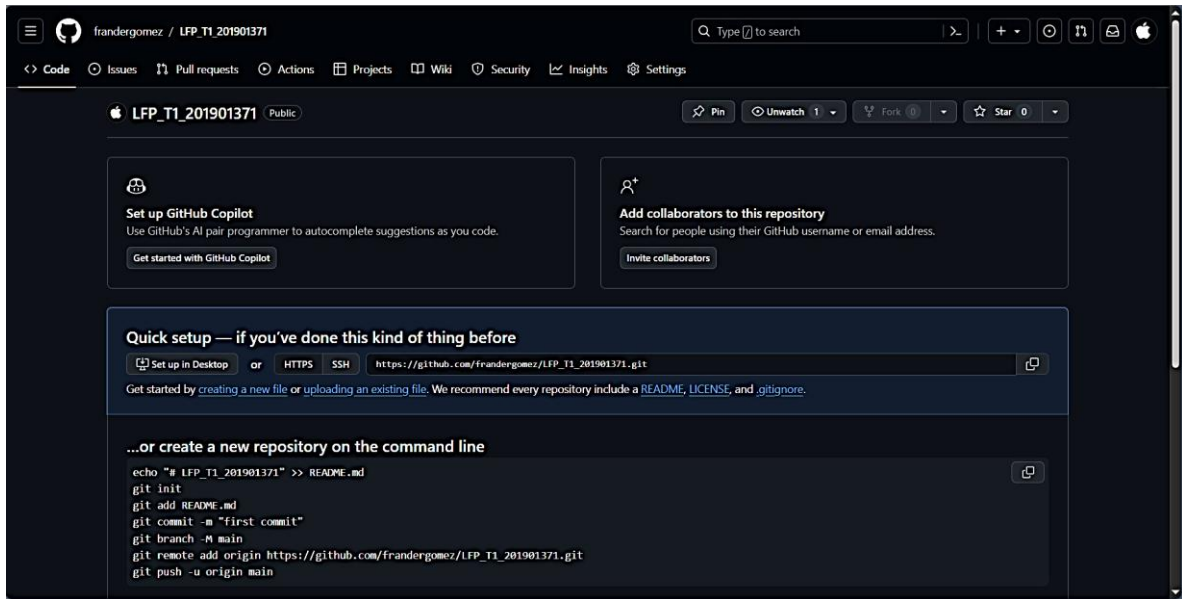 frandergomez / LFP_T1_201901371
Type / to search
Code Issues Pull requests Actions Projects Wiki Security Insights Settings
LFP_T1_201901371 Public
Pin Unwatch 1 Fork 0 Star 0
Set up GitHub Copilot
Use GitHub's AI pair programmer to autocomplete suggestions as you code.
Get started with GitHub Copilot
Add collaborators to this repository
Search for people using their GitHub username or email address.
Invite collaborators
Quick setup — if you've done this kind of thing before
Set up in Desktop or HTTPS SSH https://github.com/frandergomez/LFP_T1_201901371.git
Get started by creating a new file or uploading an existing file. We recommend every repository include a README, LICENSE, and .gitignore.
...or create a new repository on the command line
echo "# LFP_T1_201901371" >> README.md
git init
git add README.md
git commit -m "first commit"
git branch -M main
git remote add origin https://github.com/frandergomez/LFP_T1_201901371.git
git push -u origin main